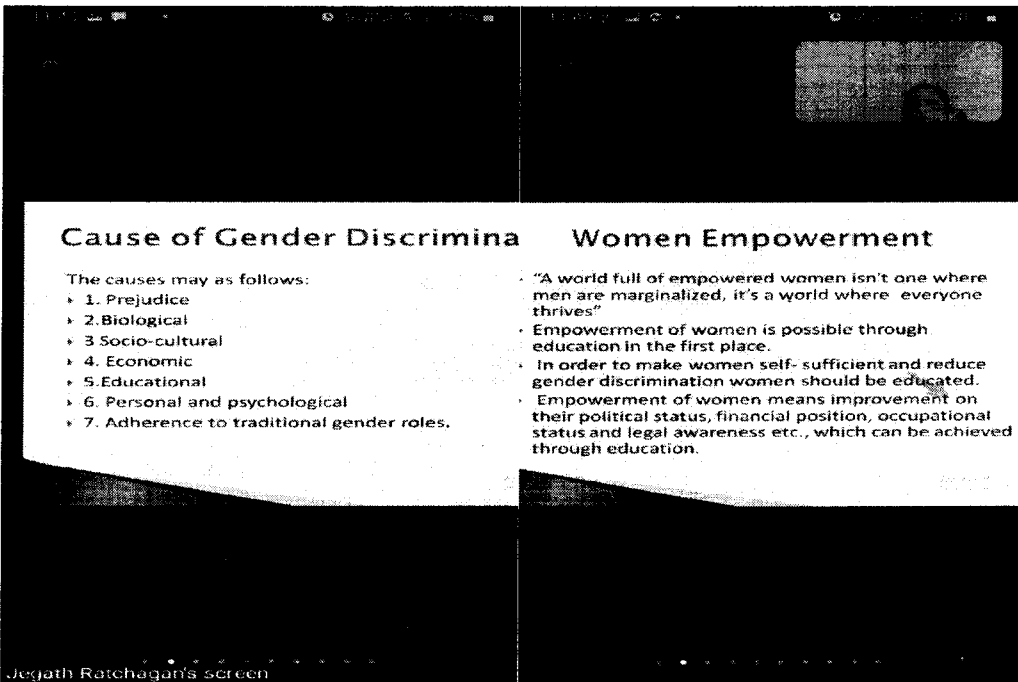 Cause of Gender Discrimina
The causes may as follows:
1. Prejudice
2.Biological
3 Socio-cultural
4. Economic
5.Educational
6. Personal and psychological
7. Adherence to traditional gender roles.
Jegath Ratchagan's screen
Women Empowerment
"A world full of empowered women isn't one where
men are marginalized, it's a world where everyone
thrives"
Empowerment of women is possible through
education in the first place.
In order to make women self- sufficient and reduce
gender discrimination women should be educated.
Empowerment of women means improvement on
their political status, financial position, occupational
status and legal awareness etc., which can be achieved
through education.